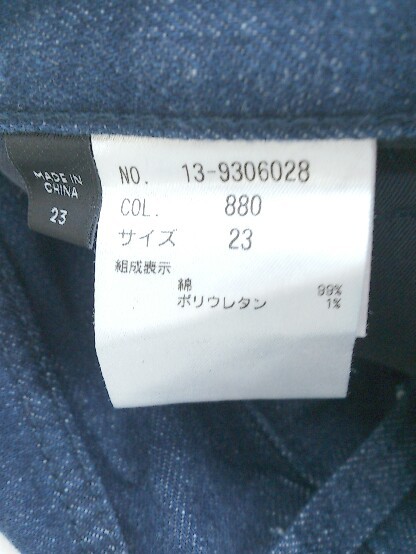 MADE IN
CHINA
23
NO. 13-9306028
COL. 880
サイズ 23
組成表示
綿 99%
ポリウレタン 1%